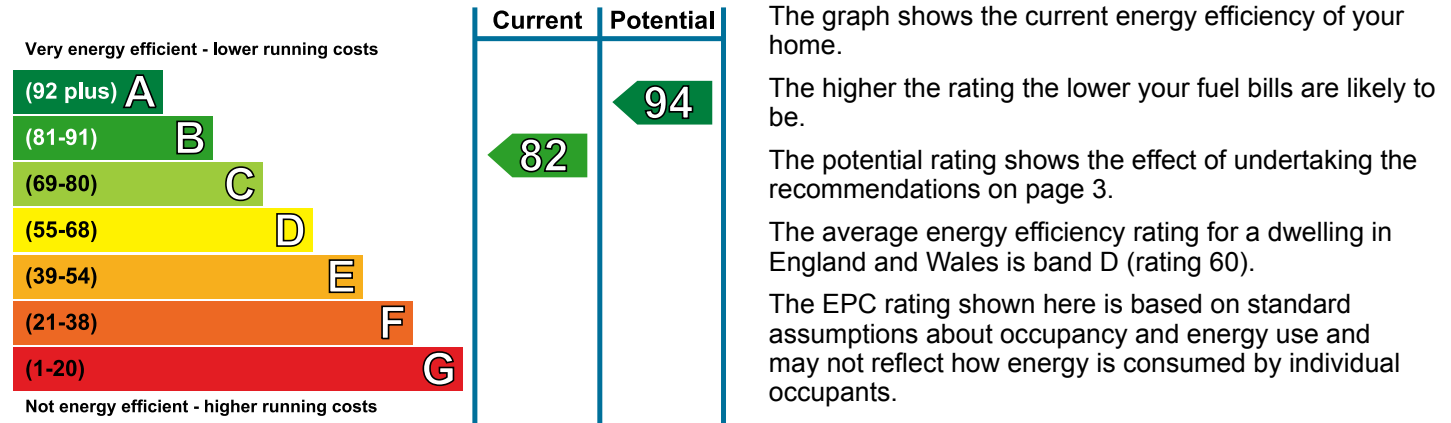 Current Potential
Very energy efficient - lower running costs
(92 plus) A
(81-91) B
(69-80) C
(55-68) D
(39-54) E
(21-38) F
(1-20) G
Not energy efficient - higher running costs
82
94
The graph shows the current energy efficiency of your
home.
The higher the rating the lower your fuel bills are likely to
be.
The potential rating shows the effect of undertaking the
recommendations on page 3.
The average energy efficiency rating for a dwelling in
England and Wales is band D (rating 60).
The EPC rating shown here is based on standard
assumptions about occupancy and energy use and
may not reflect how energy is consumed by individual
occupants.